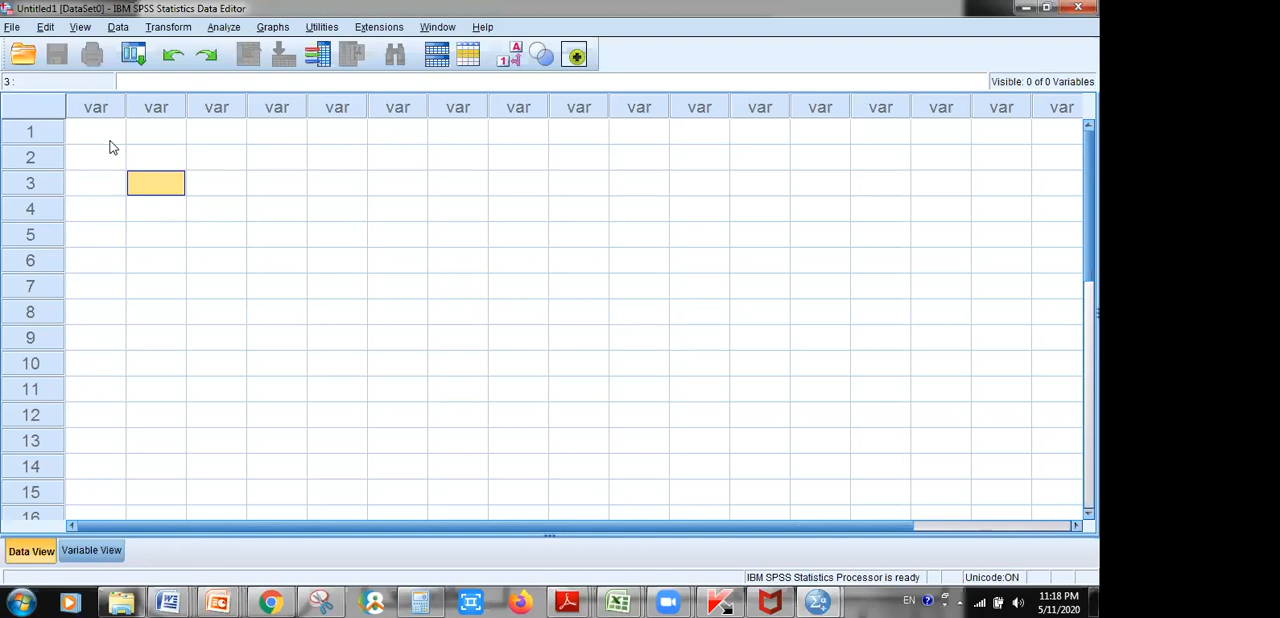 Untitled1 [DataSet0] - IBM SPSS Statistics Data Editor
File Edit View Data Transform Analyze Graphs Utilities Extensions Window Help
3 :
Visible: 0 of 0 Variables
var var var var var var var var var var var var var var var var var
1
2
3
4
5
6
7
8
9
10
11
12
13
14
15
16
Data View Variable View
IBM SPSS Statistics Processor is ready Unicode:ON
EN 11:18 PM
5/11/2020